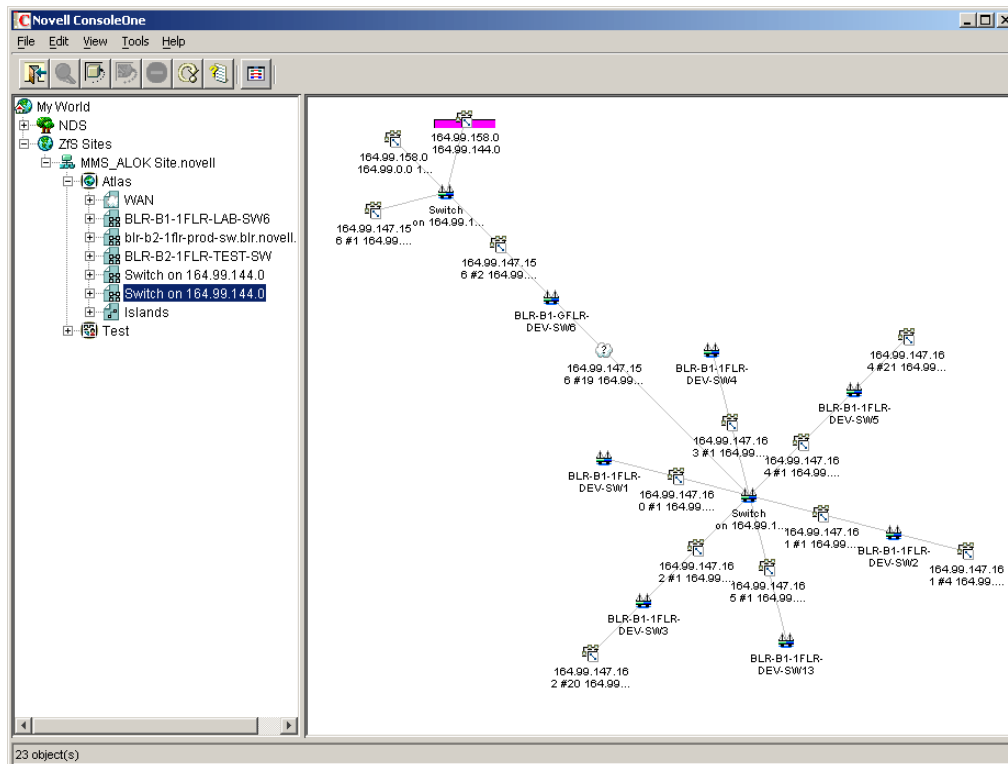 Novell ConsoleOne
File Edit View Tools Help
My World
NDS
ZfS Sites
MMS_ALOK Site.novell
Atlas
WAN
BLR-B1-1FLR-LAB-SW6
blr-b2-1flr-prod-sw.blr.novell.
BLR-B2-1FLR-TEST-SW
Switch on 164.99.144.0
Switch on 164.99.144.0
Islands
Test
164.99.158.0
164.99.144.0
164.99.158.0
164.99.0.0 1...
Switch
on 164.99.1...
164.99.147.15
6 #1 164.99....
164.99.147.15
6 #2 164.99....
BLR-B1-GFLR-
DEV-SW6
164.99.147.15
6 #19 164.99...
BLR-B1-1FLR-
DEV-SW4
164.99.147.16
4 #21 164.99...
BLR-B1-1FLR-
DEV-SW5
164.99.147.16
3 #1 164.99....
164.99.147.16
4 #1 164.99....
BLR-B1-1FLR-
DEV-SW1
164.99.147.16
0 #1 164.99....
Switch
on 164.99.1...
164.99.147.16
1 #1 164.99....
BLR-B1-1FLR-
DEV-SW2
164.99.147.16
1 #4 164.99....
164.99.147.16
2 #1 164.99....
164.99.147.16
5 #1 164.99....
BLR-B1-1FLR-
DEV-SW3
BLR-B1-1FLR-
DEV-SW13
164.99.147.16
2 #20 164.99...
23 object(s)